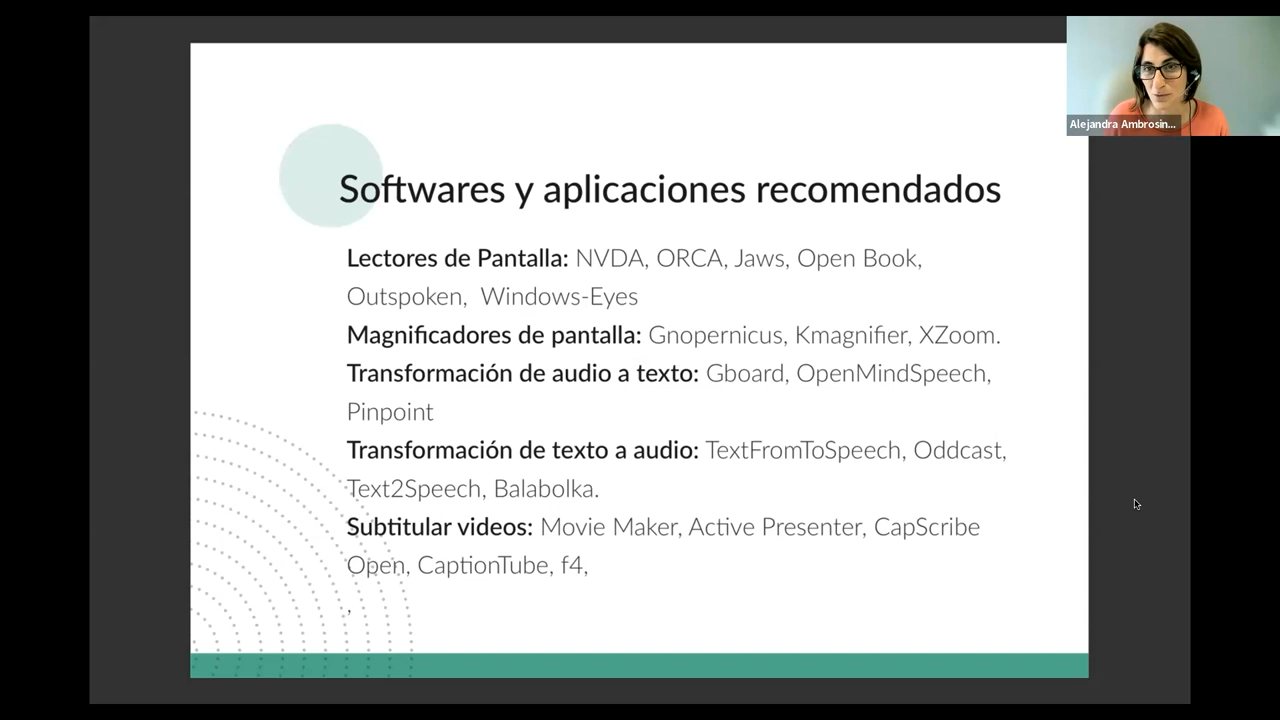 Alejandra Ambrosin...
Softwares y aplicaciones recomendados
Lectores de Pantalla: NVDA, ORCA, Jaws, Open Book,
Outspoken, Windows-Eyes
Magnificadores de pantalla: Gnopernicus, Kmagnifier, XZoom.
Transformación de audio a texto: Gboard, OpenMindSpeech,
Pinpoint
Transformación de texto a audio: TextFromToSpeech, Oddcast,
Text2Speech, Balabolka.
Subtitular videos: Movie Maker, Active Presenter, CapScribe
Open, CaptionTube, f4,
,